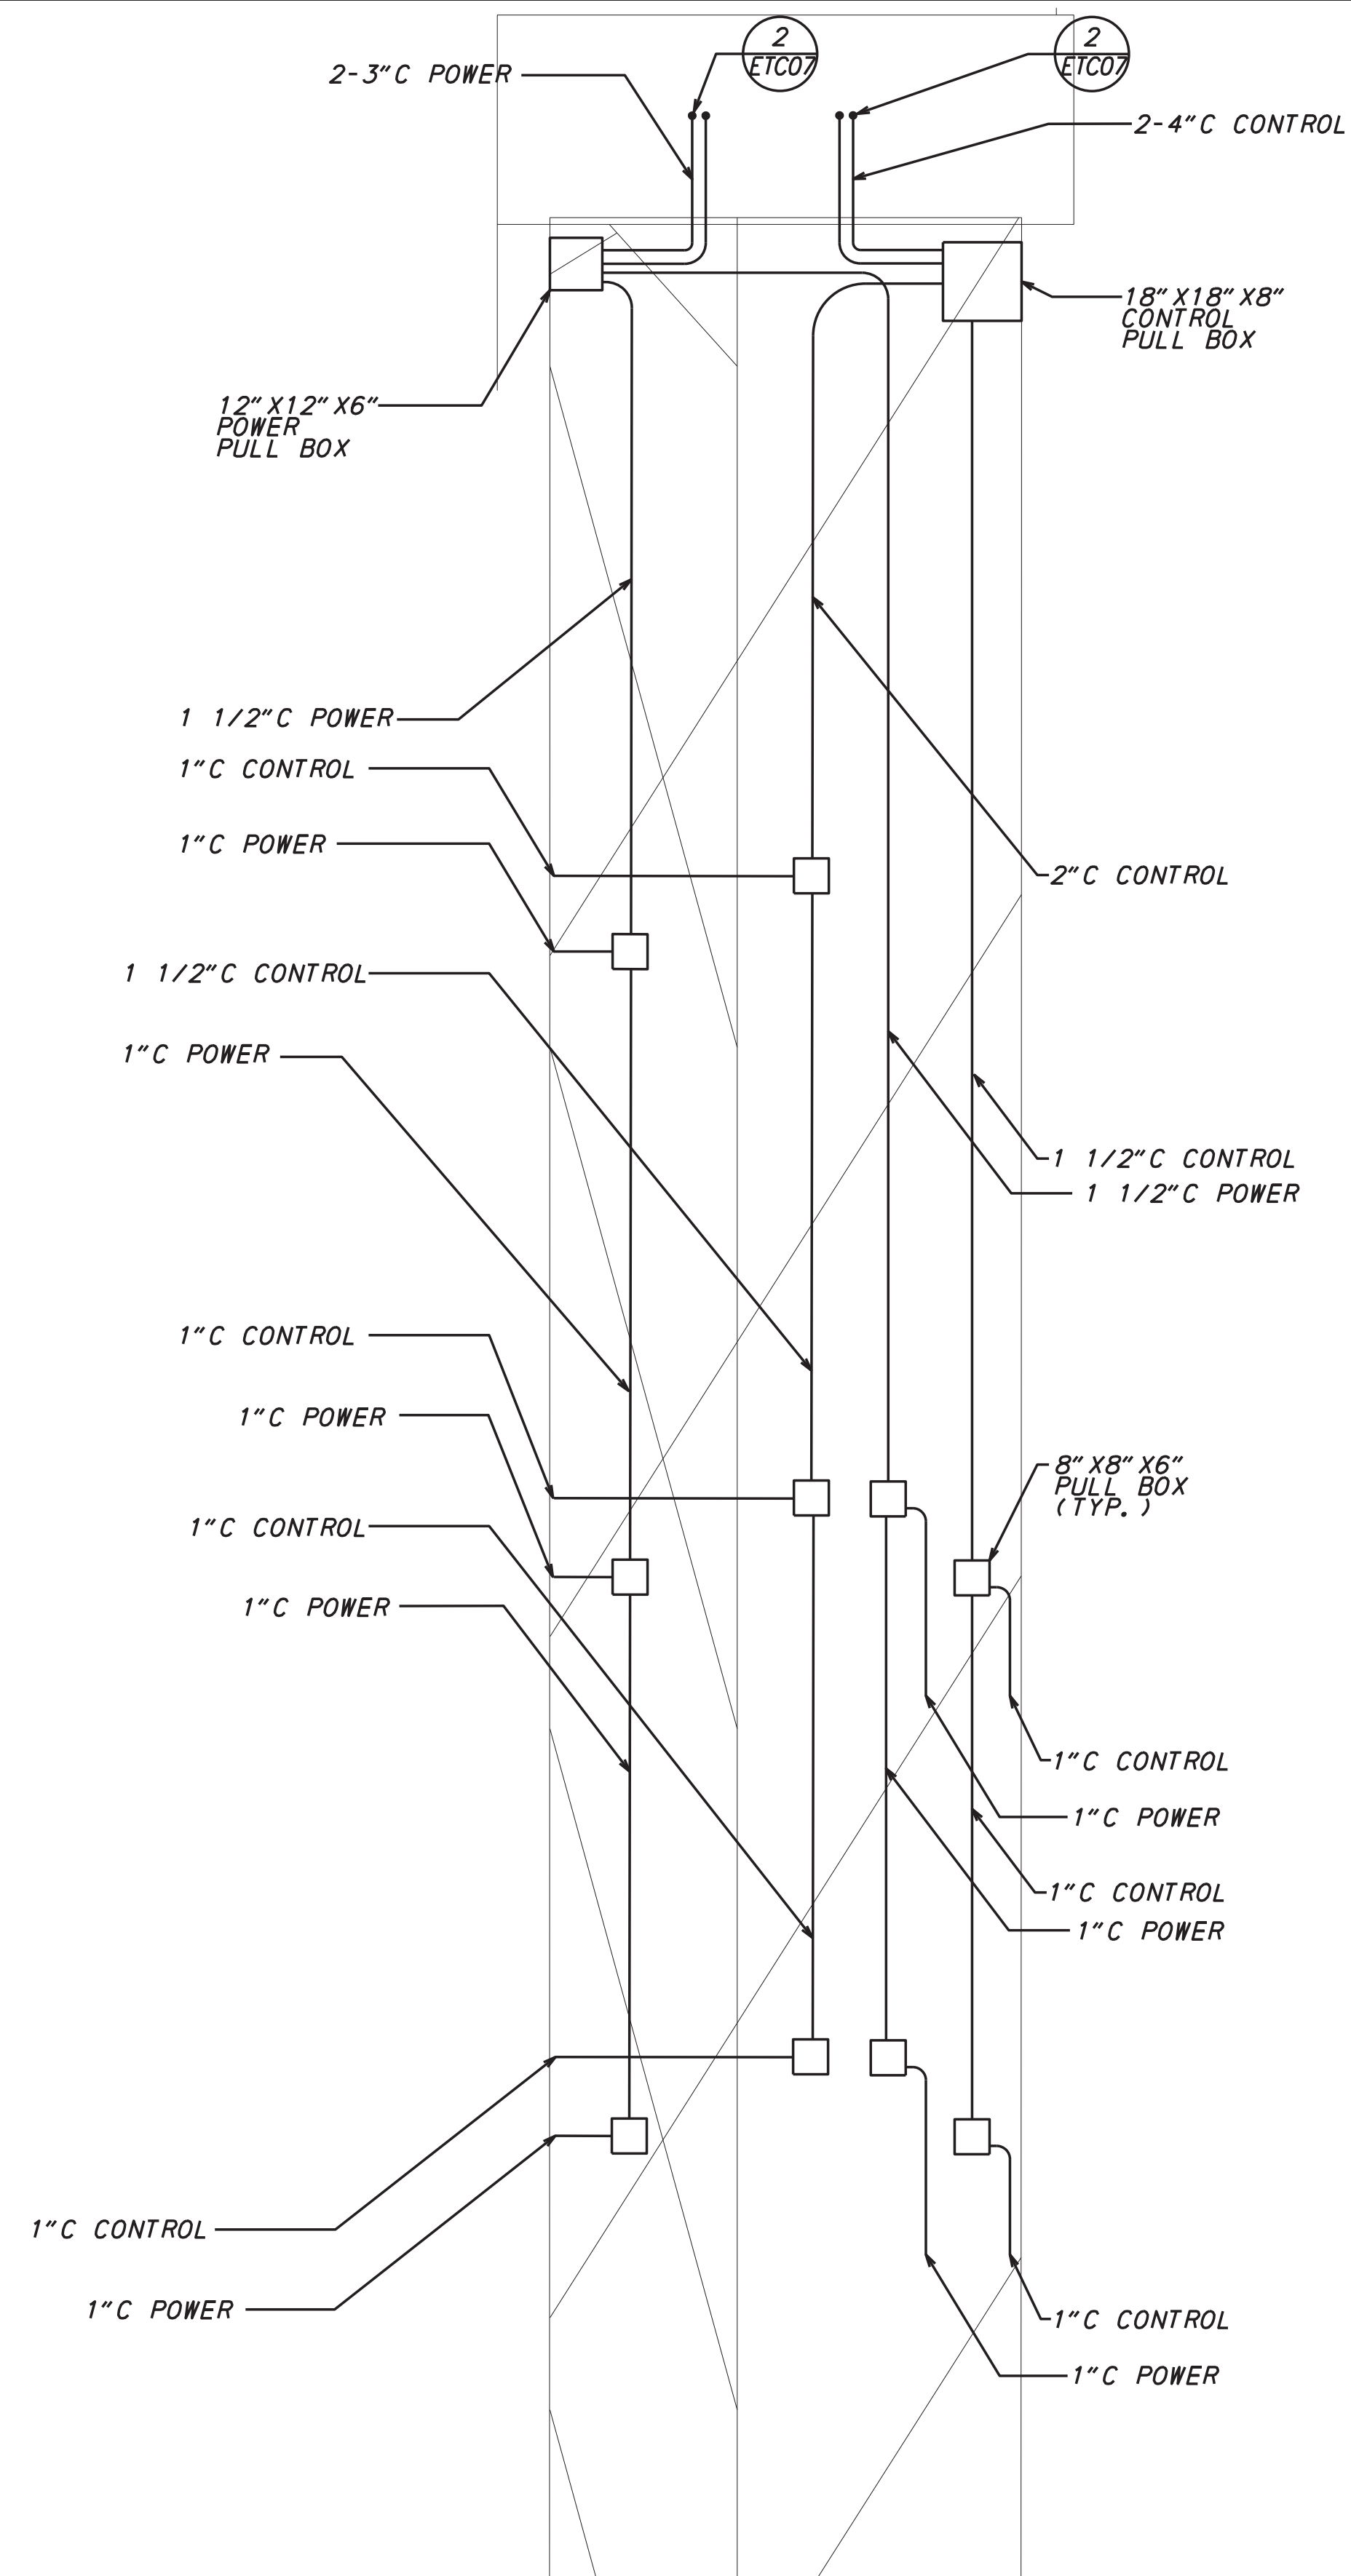 2
ETC07
2
ETC07
2-3"C POWER
2-4"C CONTROL
18"X18"X8"
CONTROL
PULL BOX
12"X12"X6"
POWER
PULL BOX
1 1/2"C POWER
1"C CONTROL
1"C POWER
2"C CONTROL
1 1/2"C CONTROL
1"C POWER
1 1/2"C CONTROL
1 1/2"C POWER
1"C CONTROL
1"C POWER
8"X8"X6"
PULL BOX
(TYP.)
1"C CONTROL
1"C POWER
1"C CONTROL
1"C POWER
1"C CONTROL
1"C POWER
1"C CONTROL
1"C POWER
1"C CONTROL
1"C POWER